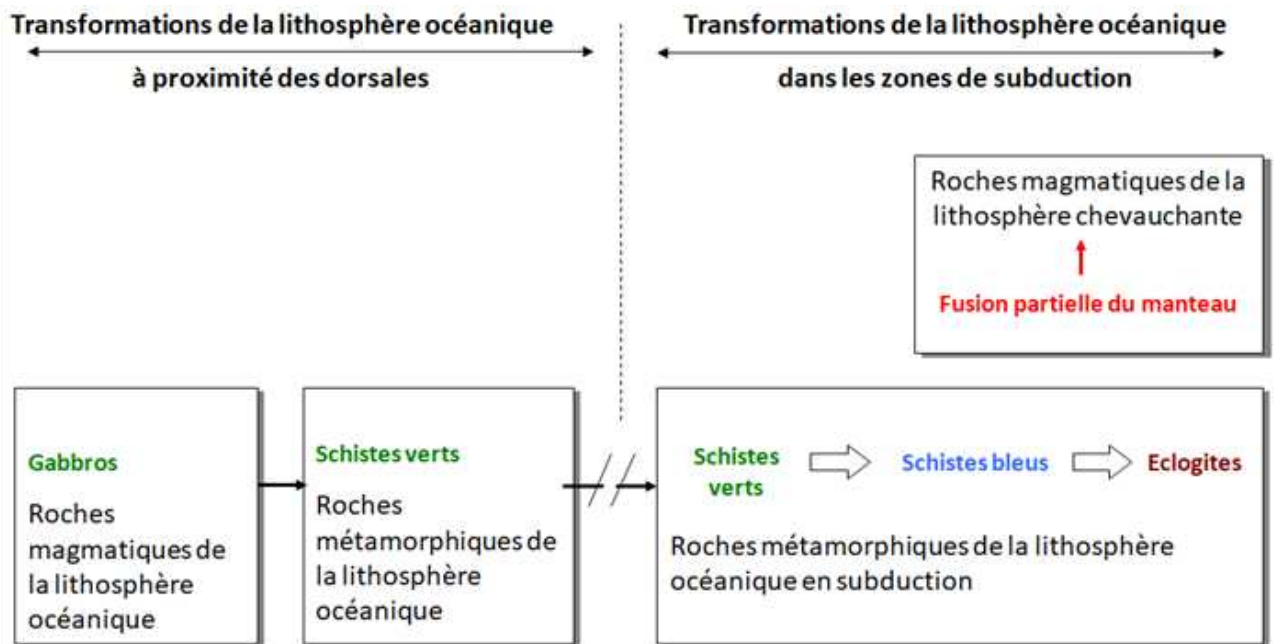 Transformations de la lithosphère océanique
à proximité des dorsales
Transformations de la lithosphère océanique
dans les zones de subduction
Roches magmatiques de la
lithosphère chevauchante
Fusion partielle du manteau
Gabbros
Roches
magmatiques de
la lithosphère
océanique
Schistes verts
Roches
métamorphiques de
la lithosphère
océanique
Schistes
verts
Schistes bleus
Eclogites
Roches métamorphiques de la lithosphère
océanique en subduction